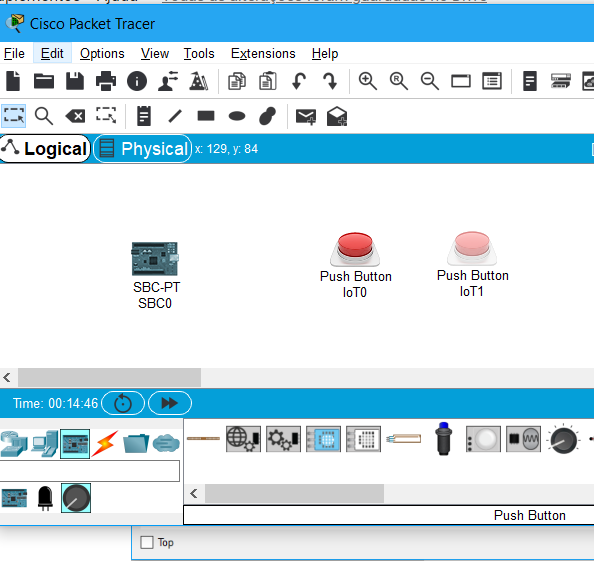 Cisco Packet Tracer
File Edit Options View Tools Extensions Help
Logical Physical x: 129, y: 84
SBC-PT
SBC0
Push Button
IoT0
Push Button
IoT1
Time: 00:14:46
Push Button
Top